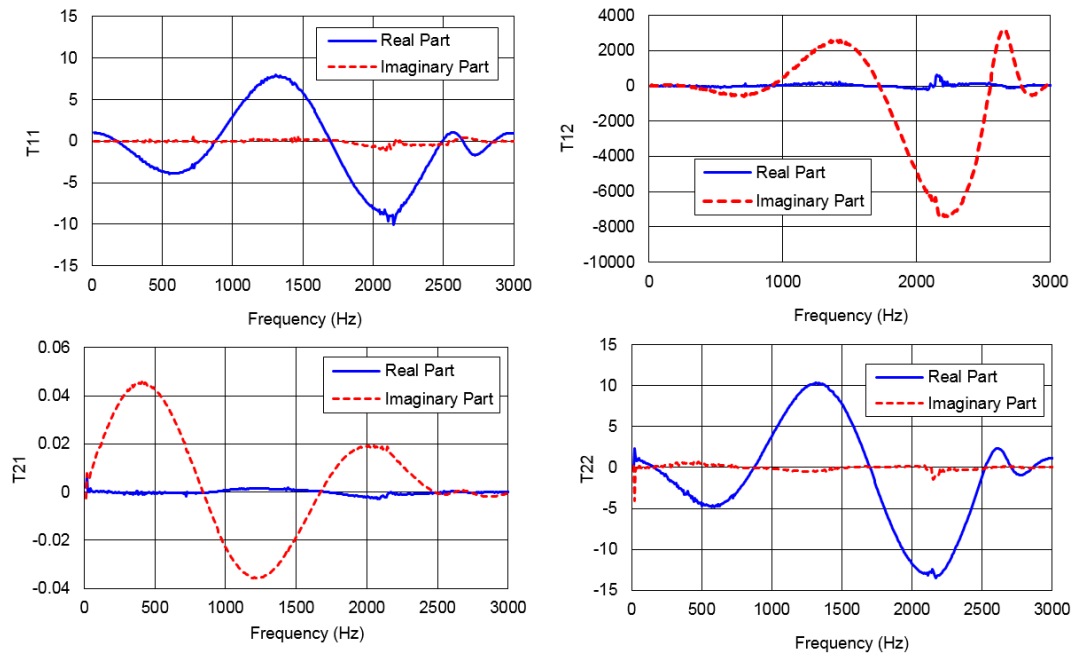 15
10
5
0
-5
-10
-15
T11
Real Part
Imaginary Part
0 500 1000 1500 2000 2500 3000
Frequency (Hz)
4000
2000
0
-2000
-4000
-6000
-8000
-10000
T12
Real Part
Imaginary Part
0 1000 2000 3000
Frequency (Hz)
0.06
0.04
0.02
0
-0.02
-0.04
T21
Real Part
Imaginary Part
0 500 1000 1500 2000 2500 3000
Frequency (Hz)
15
10
5
0
-5
-10
-15
T22
Real Part
Imaginary Part
0 500 1000 1500 2000 2500 3000
Frequency (Hz)